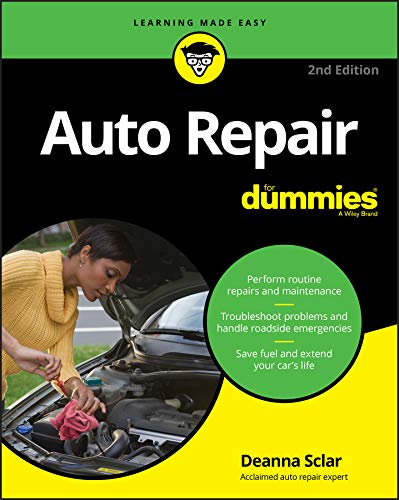 LEARNING MADE EASY
2nd Edition
Auto Repair
for
dummies®
A Wiley Brand
Perform routine
repairs and maintenance
Troubleshoot problems and
handle roadside emergencies
Save fuel and extend
your car's life
Deanna Sclar
Acclaimed auto repair expert